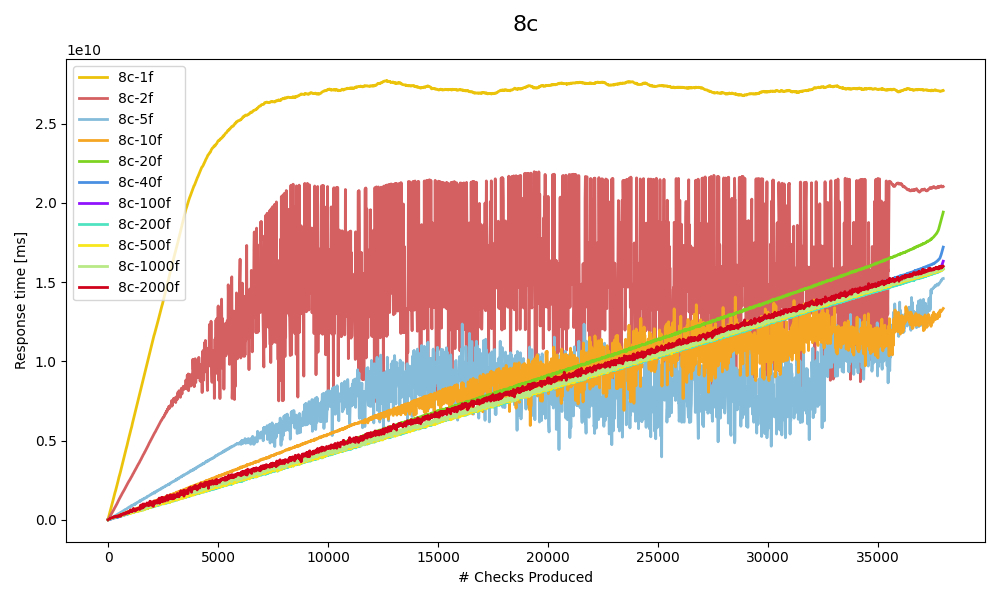 8c
1e10
8c-1f
8c-2f
8c-5f
8c-10f
8c-20f
8c-40f
8c-100f
8c-200f
8c-500f
8c-1000f
8c-2000f
2.5
2.0
1.5
1.0
0.5
0.0
Response time [ms]
0 5000 10000 15000 20000 25000 30000 35000
# Checks Produced